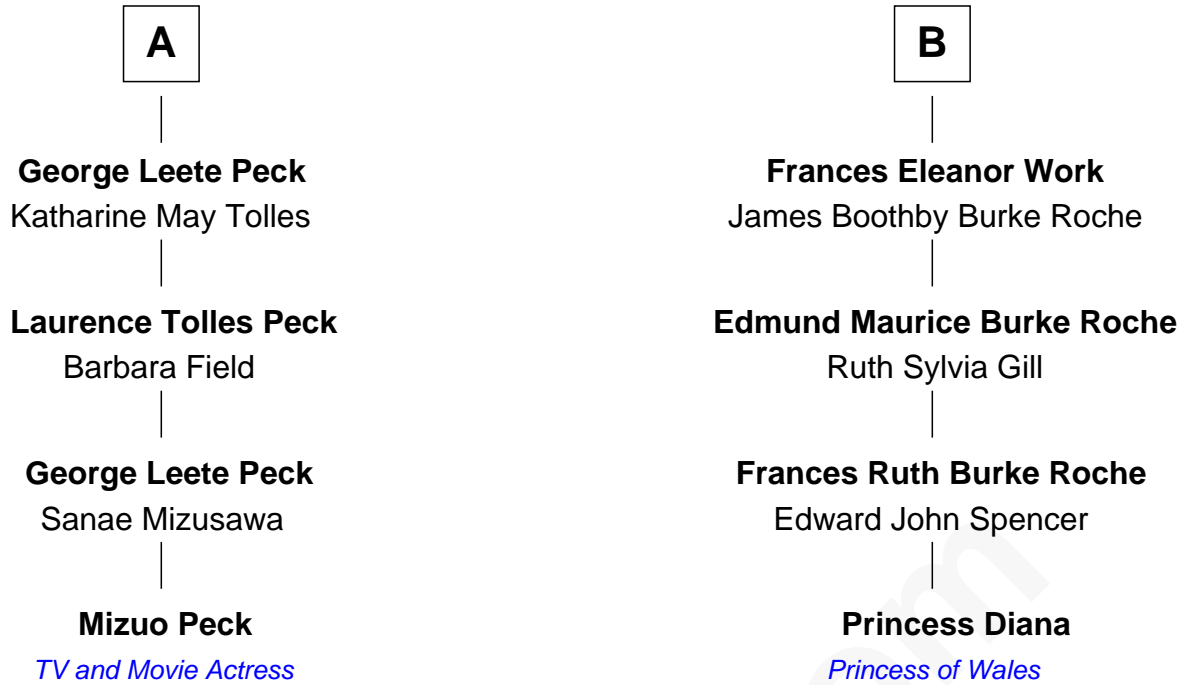 A
George Leete Peck
Katharine May Tolles
Laurence Tolles Peck
Barbara Field
George Leete Peck
Sanae Mizusawa
Mizuo Peck
TV and Movie Actress
B
Frances Eleanor Work
James Boothby Burke Roche
Edmund Maurice Burke Roche
Ruth Sylvia Gill
Frances Ruth Burke Roche
Edward John Spencer
Princess Diana
Princess of Wales